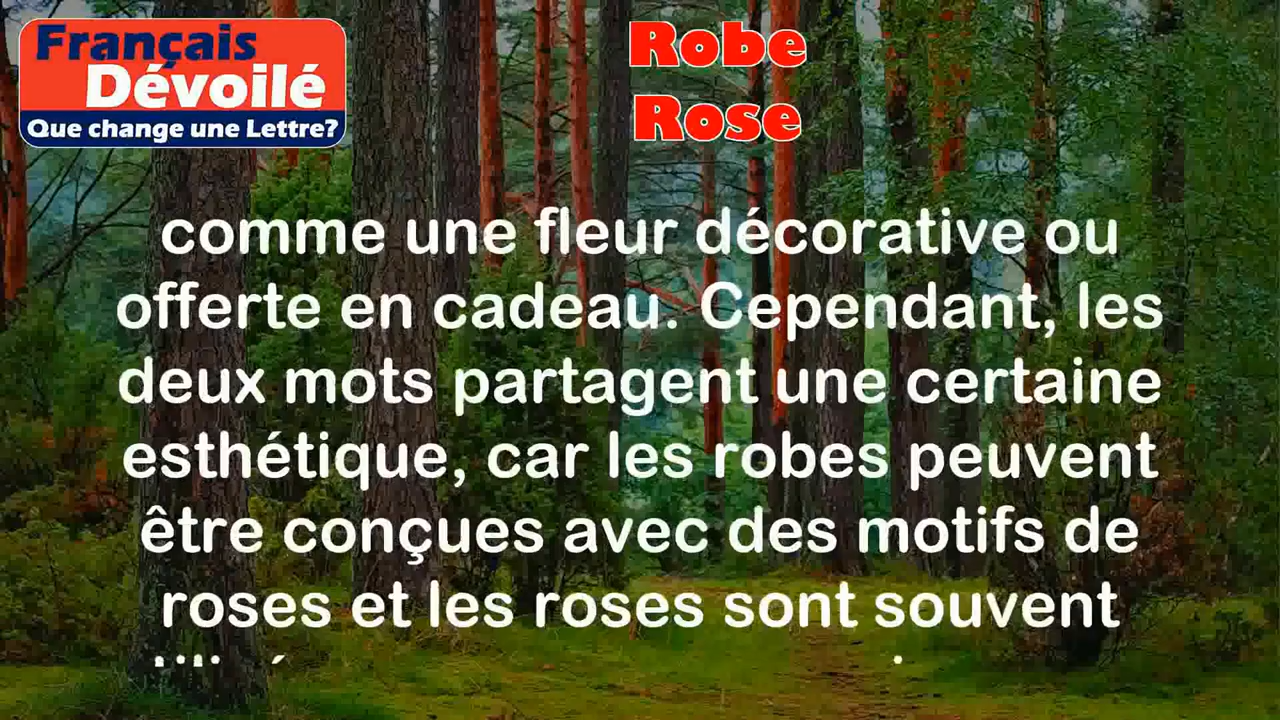 Français
Dévoilé
Que change une Lettre?
Robe
Rose
comme une fleur décorative ou
offerte en cadeau. Cependant, les
deux mots partagent une certaine
esthétique, car les robes peuvent
être conçues avec des motifs de
roses et les roses sont souvent